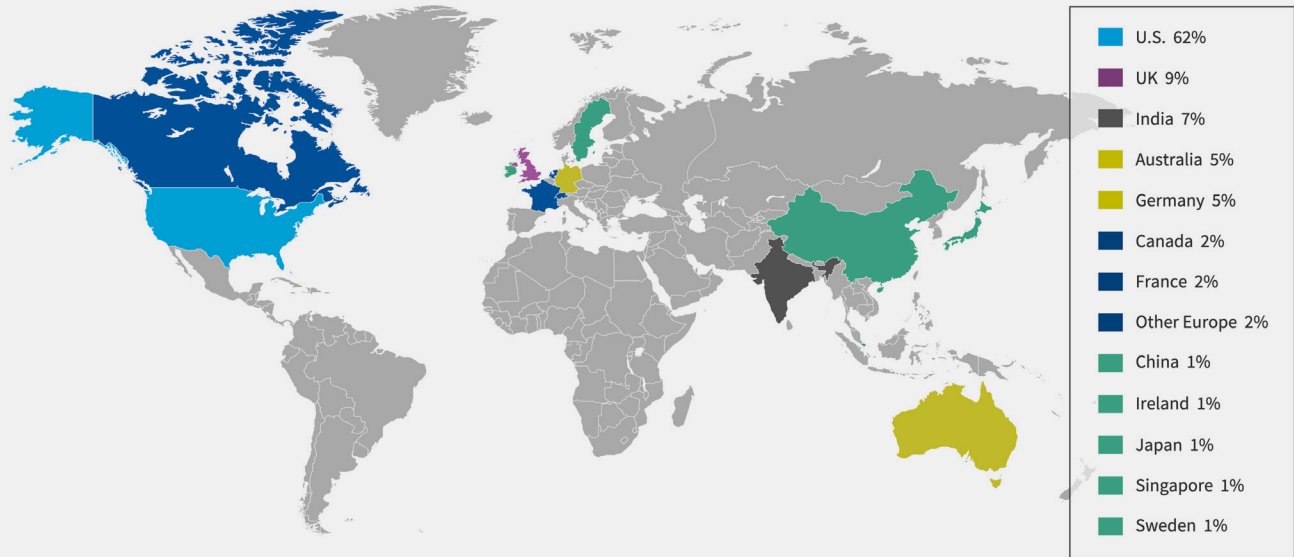 U.S. 62%
UK 9%
India 7%
Australia 5%
Germany 5%
Canada 2%
France 2%
Other Europe 2%
China 1%
Ireland 1%
Japan 1%
Singapore 1%
Sweden 1%